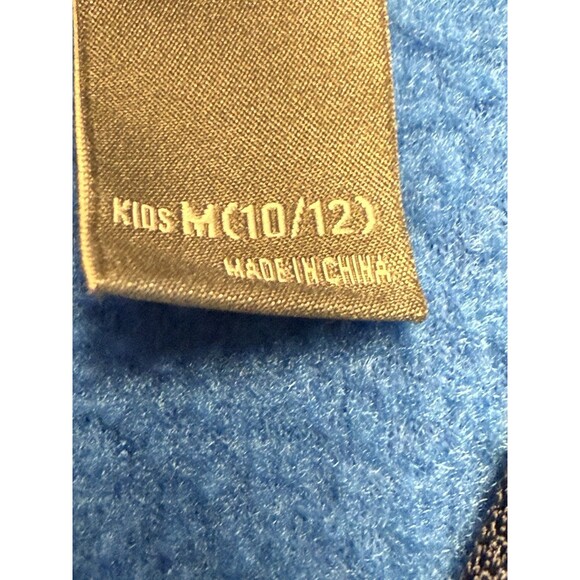 KIDS M(10/12)
MADE IN CHINA